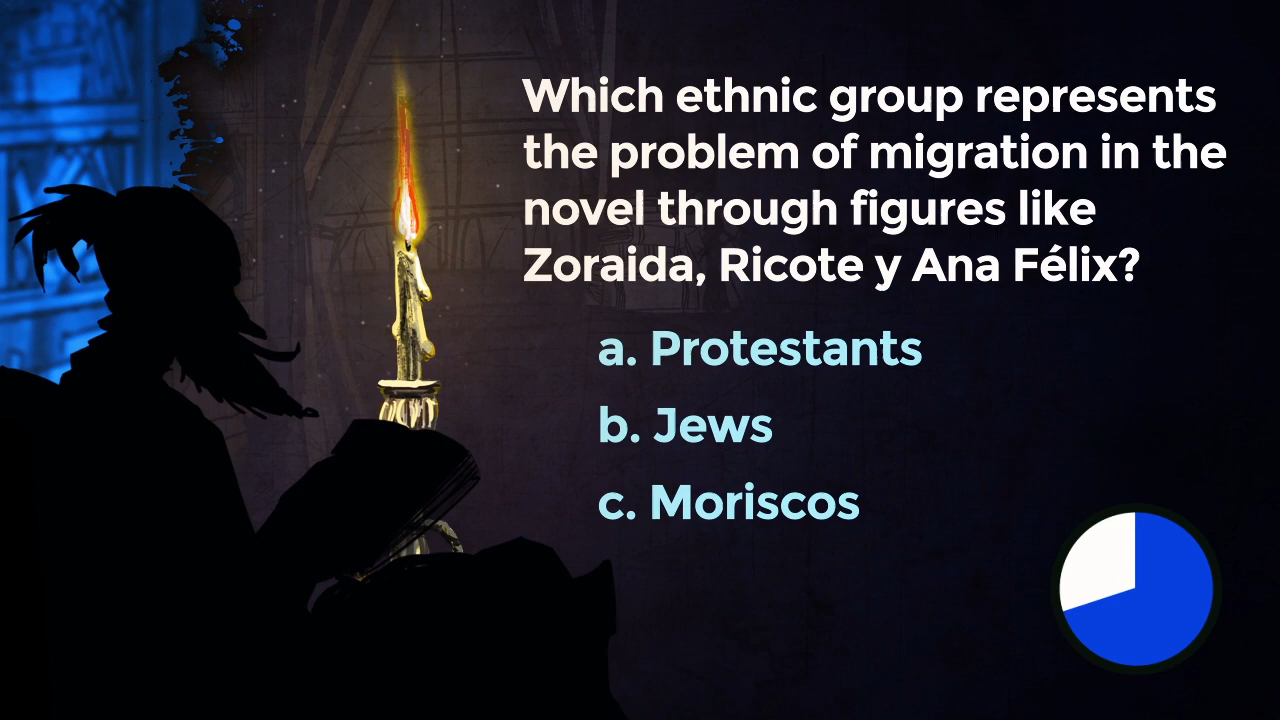 Which ethnic group represents
the problem of migration in the
novel through figures like
Zoraida, Ricote y Ana Félix?
a. Protestants
b. Jews
c. Moriscos